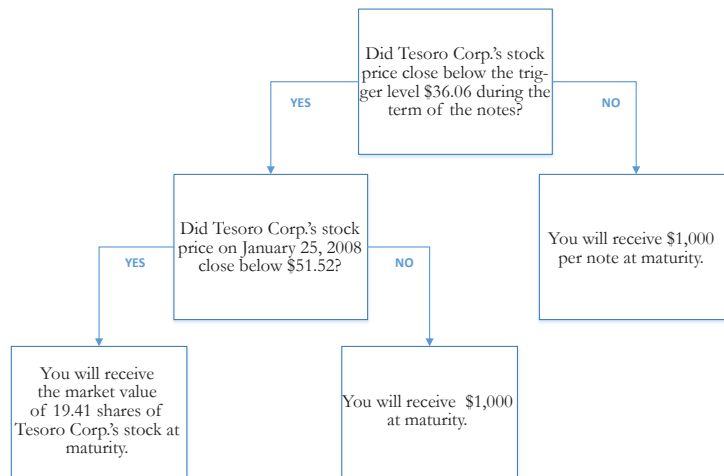 Did Tesoro Corp.'s stock
price close below the trig-
ger level $36.06 during the
term of the notes?
YES
NO
Did Tesoro Corp.'s stock
price on January 25, 2008
close below $51.52?
You will receive $1,000
per note at maturity.
YES
NO
You will receive
the market value
of 19.41 shares of
Tesoro Corp.'s stock at
maturity.
You will receive $1,000
at maturity.